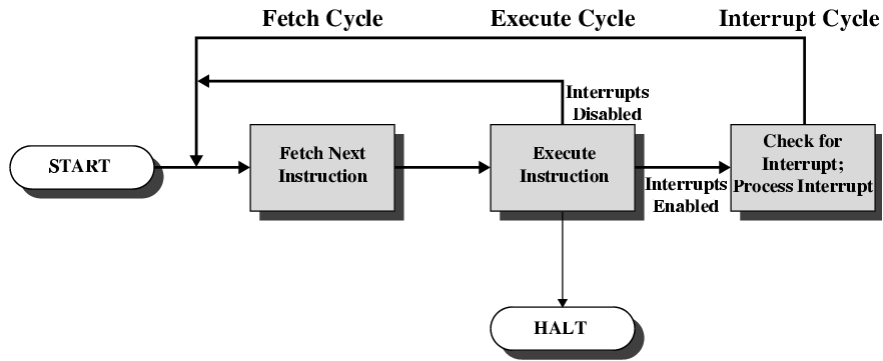 Fetch Cycle
Execute Cycle
Interrupt Cycle
Interrupts
Disabled
START
Fetch Next
Instruction
Execute
Instruction
Interrupts
Enabled
Check for
Interrupt;
Process Interrupt
HALT